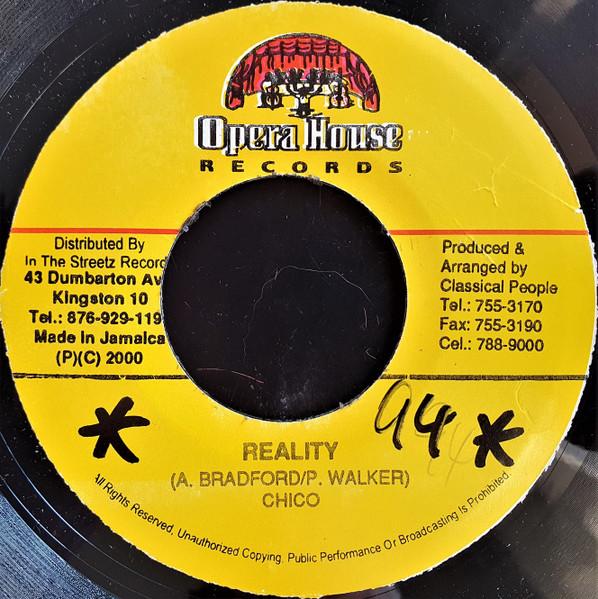 Opera House
RECORDS
Distributed By
In The Streetz Record
43 Dumbarton Av
Kingston 10
Tel.: 876-929-119
Made In Jamaica
(P)(C) 2000
Produced &
Arranged by
Classical People
Tel.: 755-3170
Fax: 755-3190
Cel.: 788-9000
94
REALITY
(A. BRADFORD/P. WALKER)
CHICO
All Rights Reserved, Unauthorized Copying, Public Performance Or Broadcasting Is Prohibited.